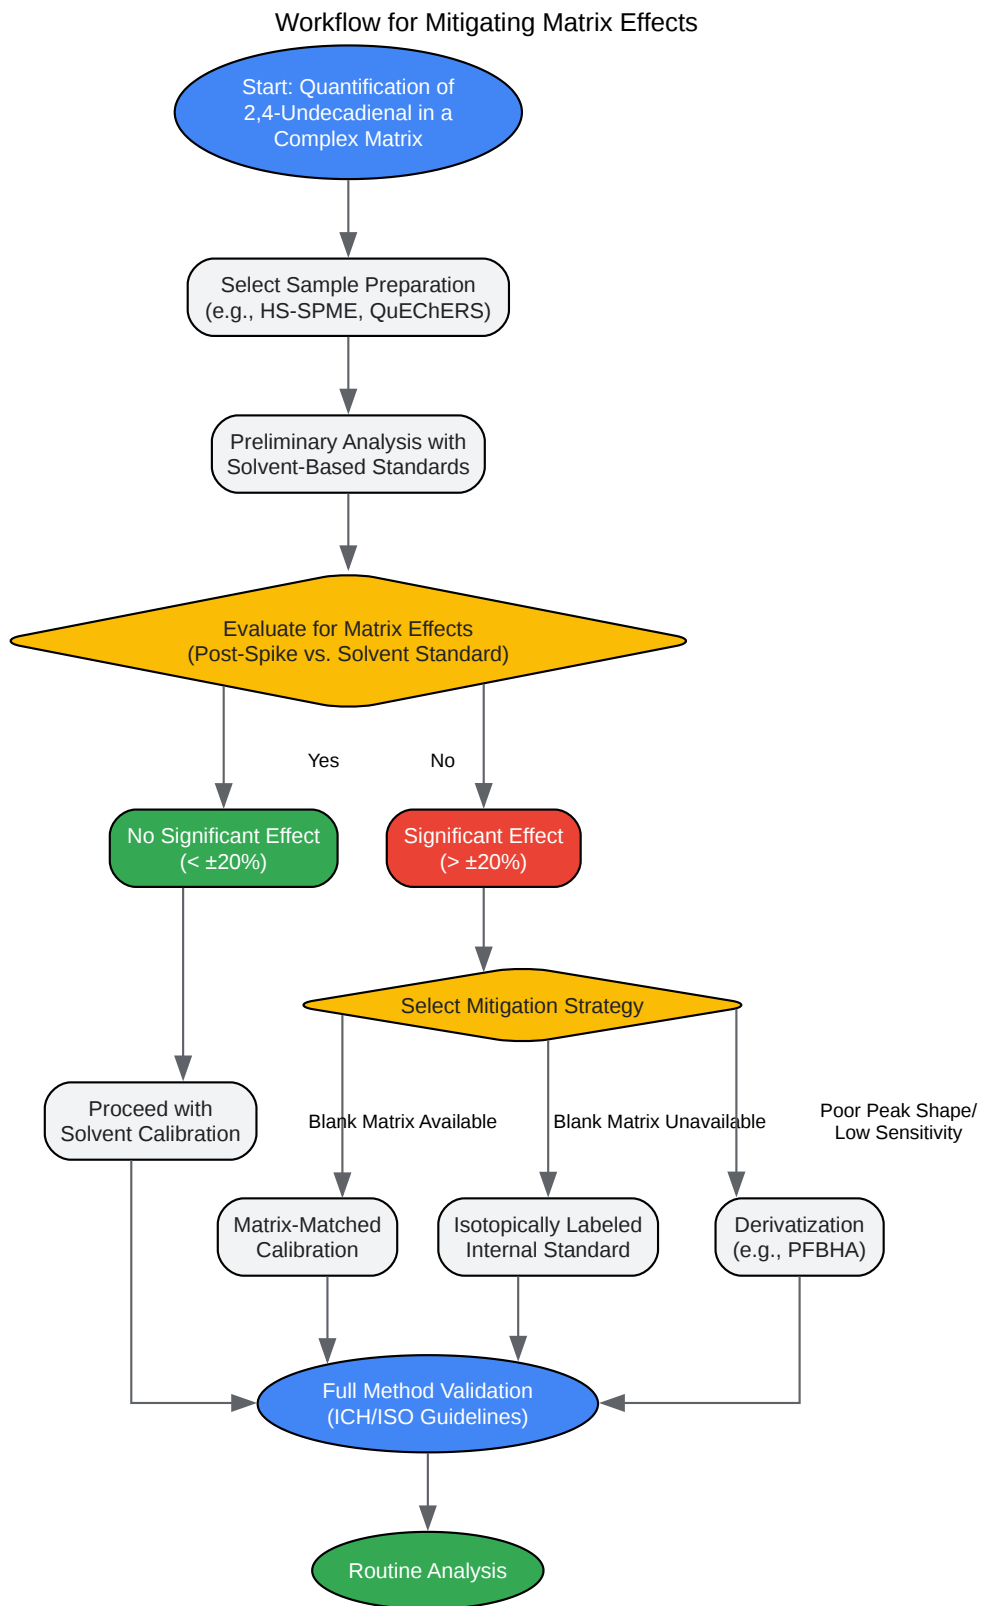 Workflow for Mitigating Matrix Effects
Start: Quantification of
2,4-Undecadienal in a
Complex Matrix
Select Sample Preparation
(e.g., HS-SPME, QuEChERS)
Preliminary Analysis with
Solvent-Based Standards
Evaluate for Matrix Effects
(Post-Spike vs. Solvent Standard)
Yes
No
No Significant Effect
(< ±20%)
Significant Effect
(> ±20%)
Select Mitigation Strategy
Proceed with
Solvent Calibration
Blank Matrix Available
Blank Matrix Unavailable
Poor Peak Shape/
Low Sensitivity
Matrix-Matched
Calibration
Isotopically Labeled
Internal Standard
Derivatization
(e.g., PFBHA)
Full Method Validation
(ICH/ISO Guidelines)
Routine Analysis